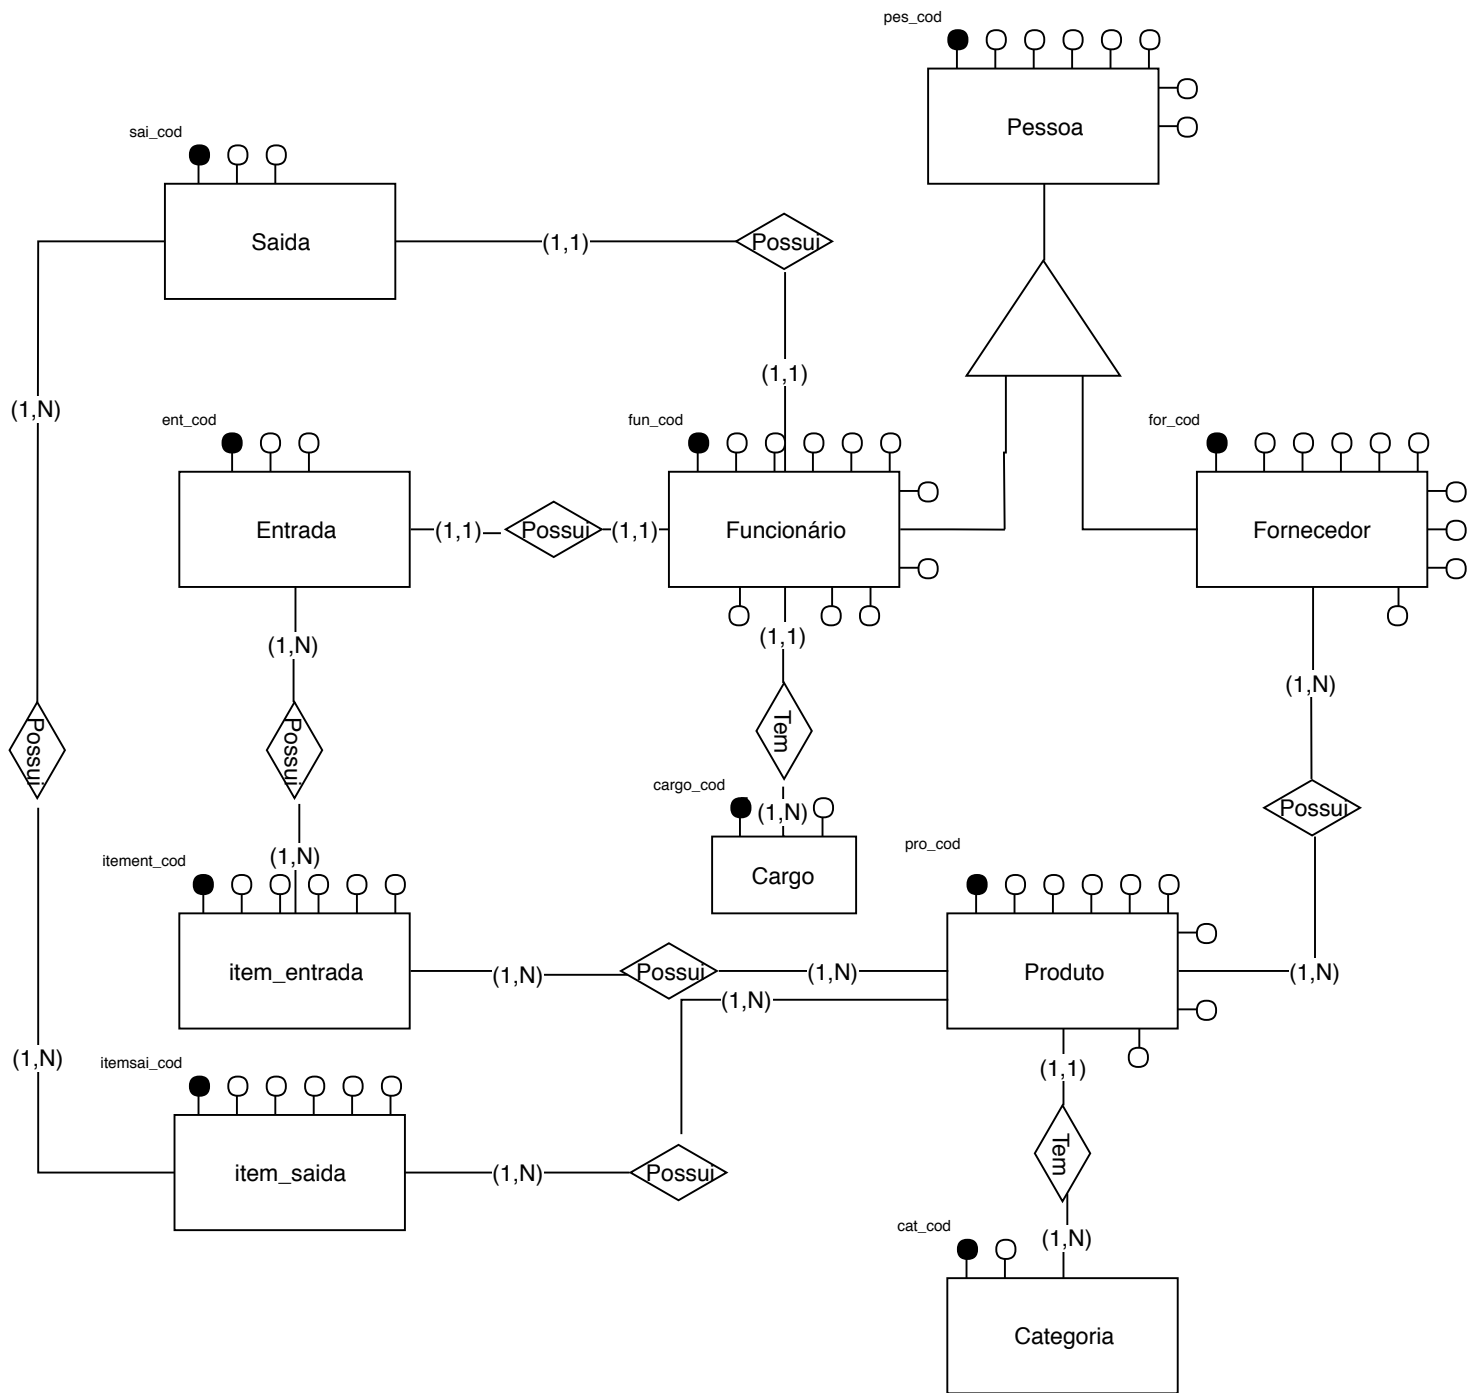 pes_cod
Pessoa
sai_cod
Saida
(1,1)
Possui
(1,1)
(1,N)
ent_cod
fun_cod
for_cod
Entrada
(1,1)
Possui
(1,1)
Funcionário
Fornecedor
(1,N)
(1,1)
(1,N)
Possui
Possui
Tem
cargo_cod
(1,N)
Possui
Cargo
(1,N)
itement_cod
pro_cod
item_entrada
(1,N)
Possui
(1,N)
Produto
(1,N)
(1,N)
(1,N)
itemsai_cod
(1,1)
item_saida
(1,N)
Possui
Tem
cat_cod
(1,N)
Categoria